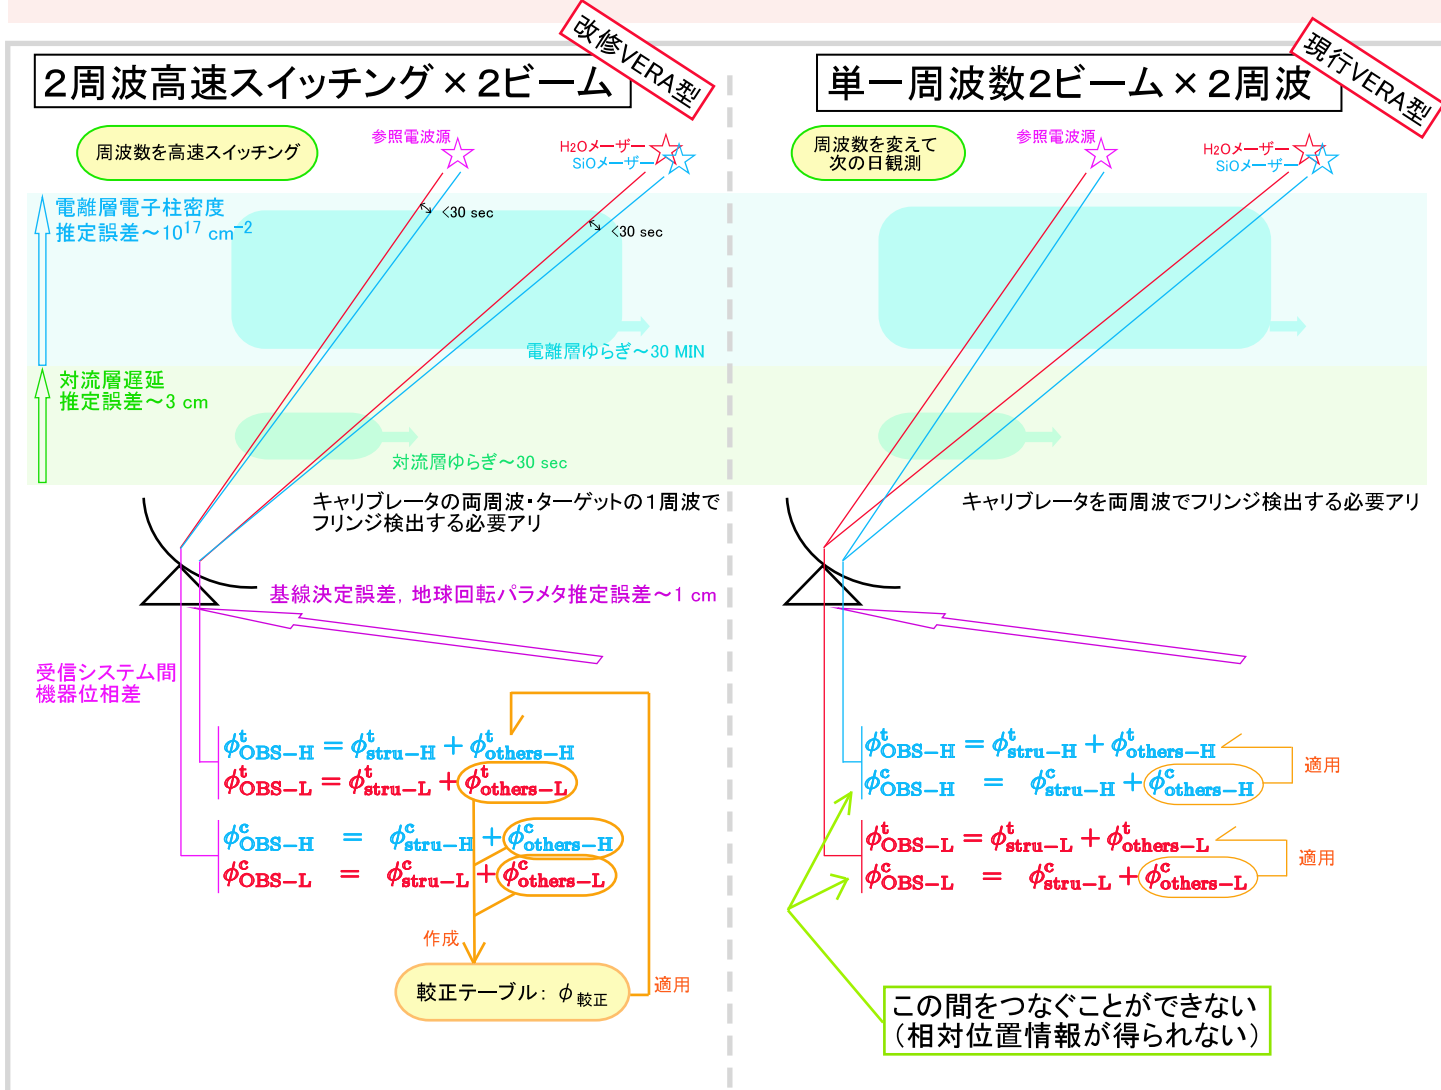 2周波高速スイッチング×2ビーム
改修VERA型
周波数を高速スイッチング
参照電波源
H2Oメーザー
SiOメーザー
電離層電子柱密度
推定誤差～10^17 cm^-2
<30 sec
<30 sec
電離層ゆらぎ～30 MIN
対流層遅延
推定誤差～3 cm
対流層ゆらぎ～30 sec
キャリブレータの両周波・ターゲットの1周波で
フリンジ検出する必要アリ
基線決定誤差, 地球回転パラメタ推定誤差～1 cm
受信システム間
機器位相差
ϕ^t_OBS−H = ϕ^t_stru−H + ϕ^t_others−H
ϕ^t_OBS−L = ϕ^t_stru−L + ϕ^t_others−L
ϕ^c_OBS−H = ϕ^c_stru−H + ϕ^c_others−H
ϕ^c_OBS−L = ϕ^c_stru−L + ϕ^c_others−L
作成
較正テーブル: ϕ 較正
適用
単一周波数2ビーム×2周波
現行VERA型
周波数を変えて
次の日観測
参照電波源
H2Oメーザー
SiOメーザー
キャリブレータを両周波でフリンジ検出する必要アリ
ϕ^t_OBS−H = ϕ^t_stru−H + ϕ^t_others−H
ϕ^c_OBS−H = ϕ^c_stru−H + ϕ^c_others−H
適用
ϕ^t_OBS−L = ϕ^t_stru−L + ϕ^t_others−L
ϕ^c_OBS−L = ϕ^c_stru−L + ϕ^c_others−L
適用
この間をつなぐことができない
(相対位置情報が得られない)